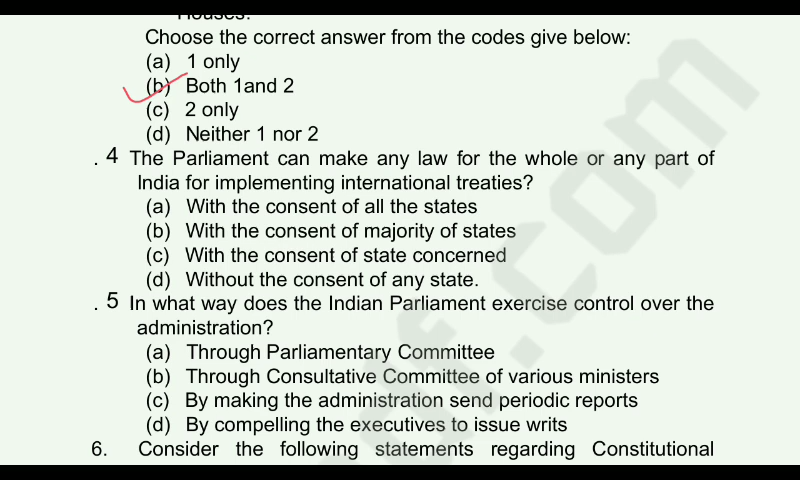 Houses?
Choose the correct answer from the codes give below:
(a) 1 only
(b) Both 1and 2
(c) 2 only
(d) Neither 1 nor 2
. 4 The Parliament can make any law for the whole or any part of
India for implementing international treaties?
(a) With the consent of all the states
(b) With the consent of majority of states
(c) With the consent of state concerned
(d) Without the consent of any state.
. 5 In what way does the Indian Parliament exercise control over the
administration?
(a) Through Parliamentary Committee
(b) Through Consultative Committee of various ministers
(c) By making the administration send periodic reports
(d) By compelling the executives to issue writs
6. Consider the following statements regarding Constitutional
df.com